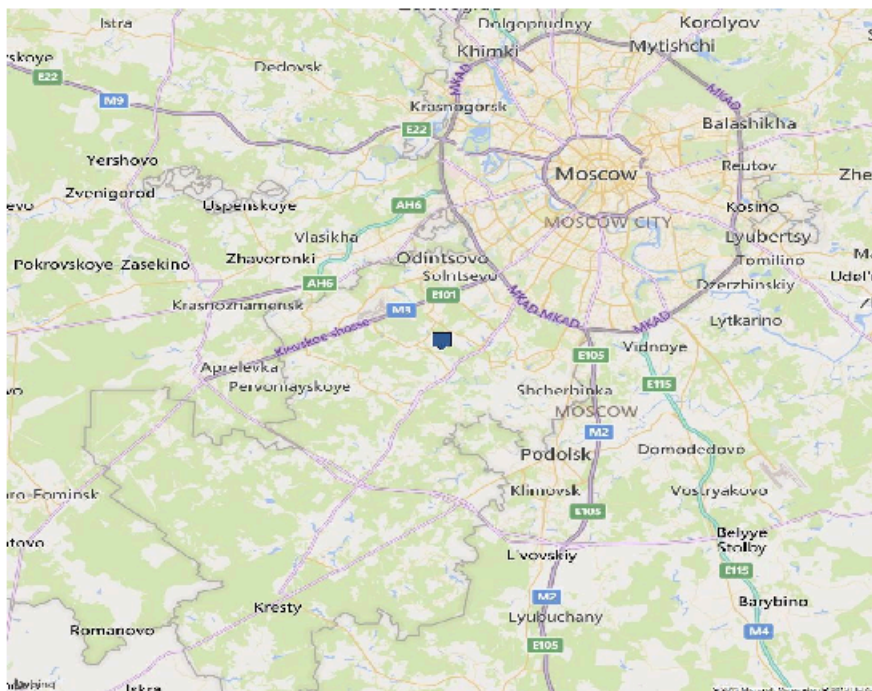 Istra
Dolgoprudnyy
Korolyov
Khimki
Mytishchi
Dedovsk
E22
M9
MKAD
Krasnogorsk
MKAD
E22
Balashikha
Yershovo
Moscow
Reutov
Zvenigorod
Uspenskoye
AH6
Kosino
MOSCOW CITY
Vlasikha
Lyubertsy
Pokrovskoye-Zasekino
Zhavoronki
Odintsovo
Tomilino
Solntsevo
AH6
E101
Dzerzhinskiy
Krasnoznamensk
M3
MKAD
MKAD
MKAD
Lytkarino
Kievskoe shosse
E105
Vidnoye
Aprelevka
Pervomayskoye
E115
Shcherbinka
MOSCOW
M2
Podolsk
Domodedovo
Klimovsk
Vostryakovo
E105
Belyye
Stolby
L'vovskiy
E115
M2
Kresty
Barybino
Lyubuchany
Romanovo
M4
E105